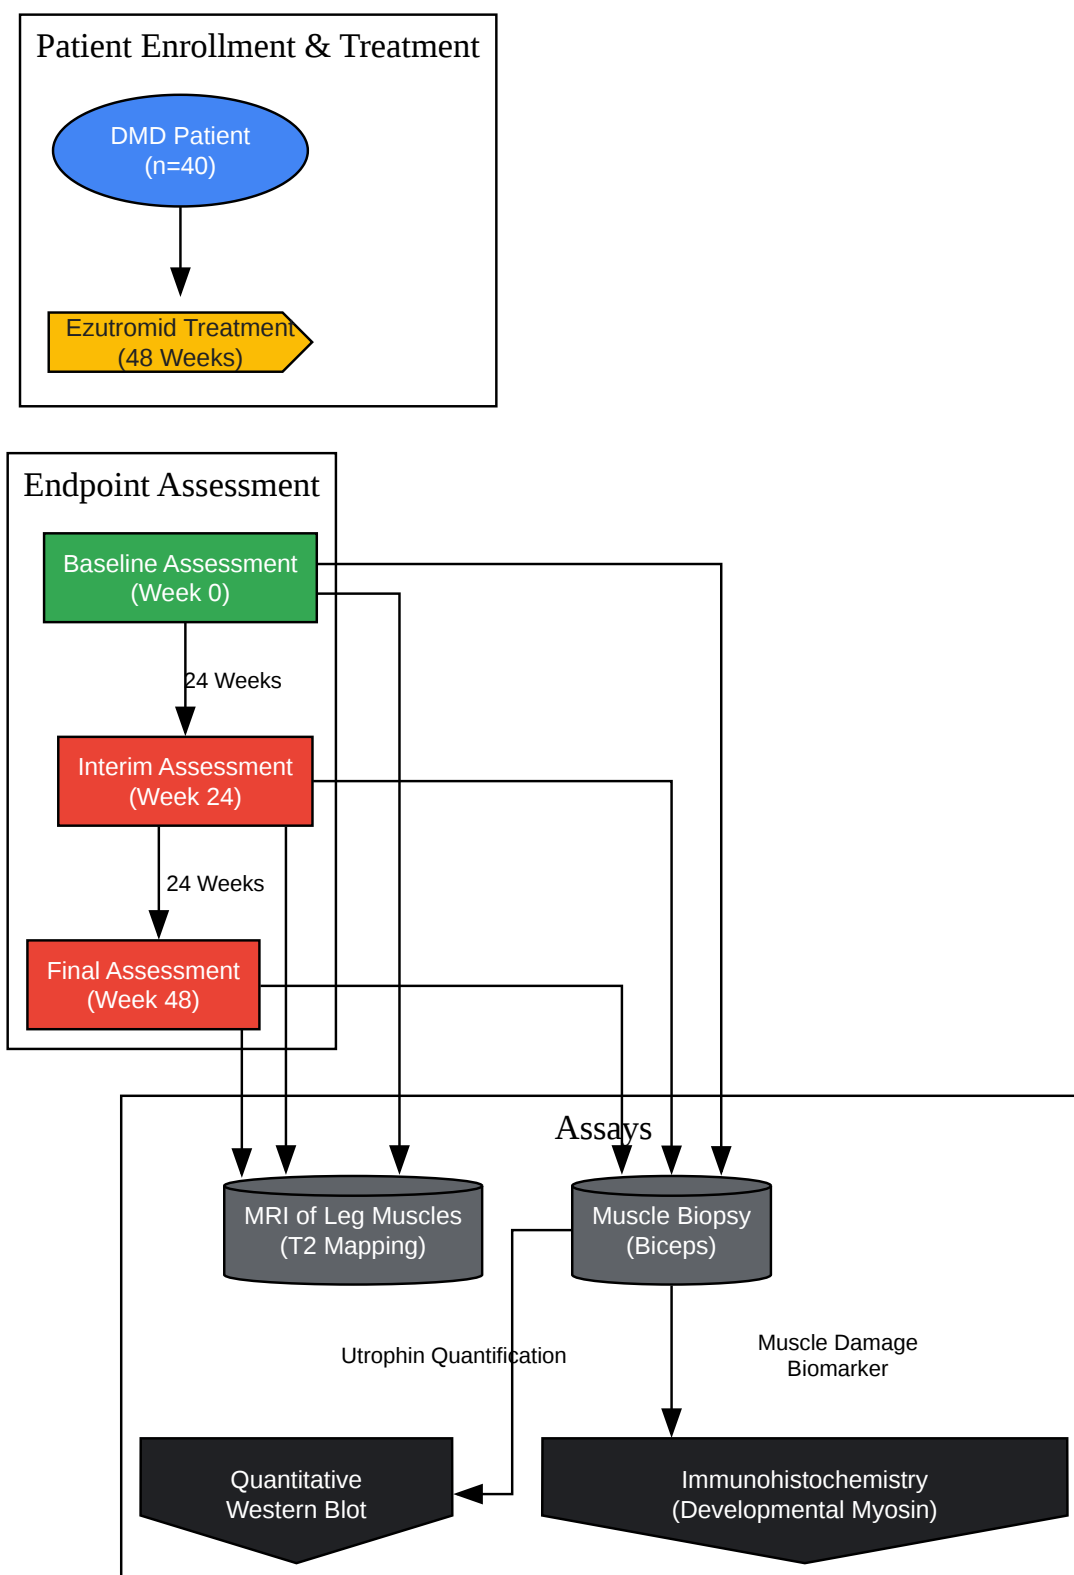 Patient Enrollment & Treatment
DMD Patient
(n=40)
Ezutromid Treatment
(48 Weeks)
Endpoint Assessment
Baseline Assessment
(Week 0)
24 Weeks
Interim Assessment
(Week 24)
24 Weeks
Final Assessment
(Week 48)
Assays
MRI of Leg Muscles
(T2 Mapping)
Muscle Biopsy
(Biceps)
Utrophin Quantification
Muscle Damage
Biomarker
Quantitative
Western Blot
Immunohistochemistry
(Developmental Myosin)